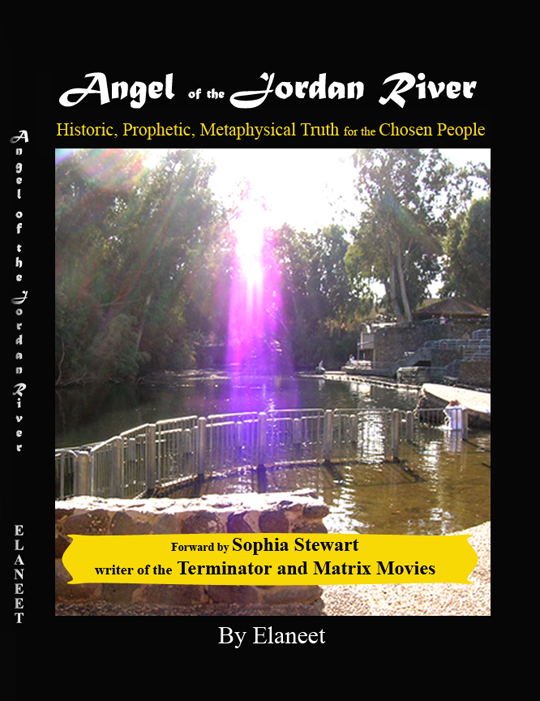 Angel of the Jordan River
Historic, Prophetic, Metaphysical Truth for the Chosen People
Angel of the Jordan River
ELANEET
Forward by Sophia Stewart
writer of the Terminator and Matrix Movies
By Elaneet